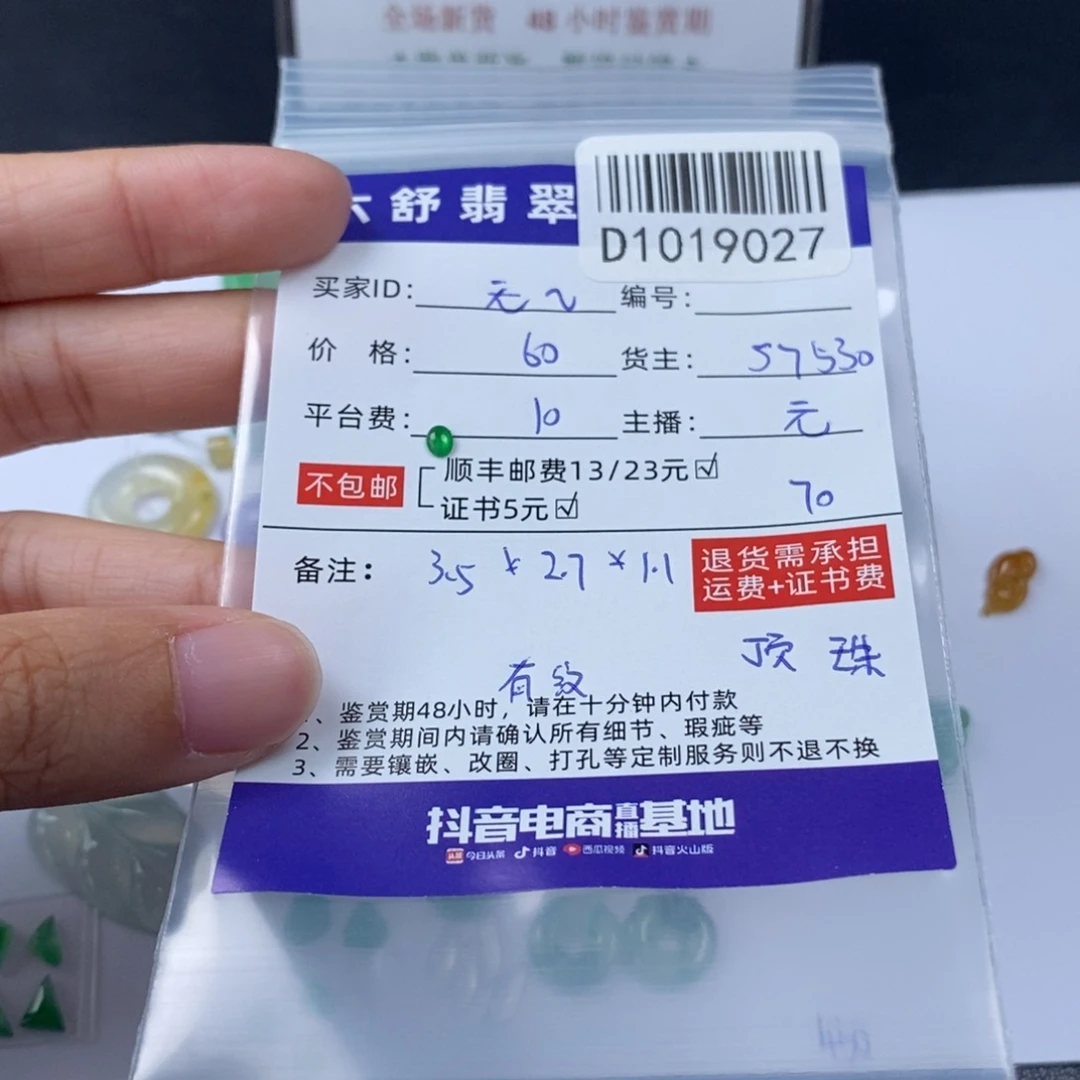 全场新货 48小时鉴赏期
舒翡翠
D1019027
买家ID: 元 编号:
价 格: 60 货主: 57530
平台费: 10 主播: 元
不包邮 顺丰邮费13/23元☑
证书5元☑ 70
备注: 3.5 * 2.7 * 1.1 退货需承担
运费+证书费
顶珠
有纹
、鉴赏期48小时,请在十分钟内付款
2、鉴赏期间内请确认所有细节、瑕疵等
3、需要镶嵌、改圈、打孔等定制服务则不退不换
抖音电商直播基地
头条 今日头条 抖音 西瓜视频 抖音火山版